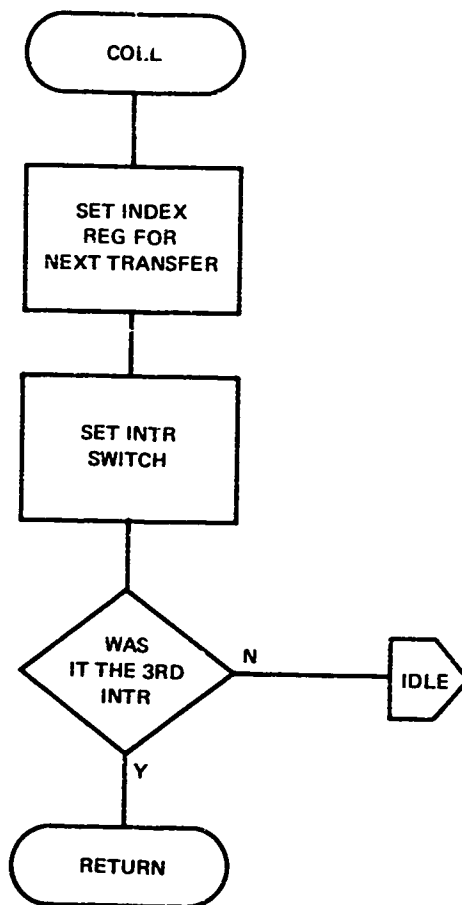 COLL
SET INDEX
REG FOR
NEXT TRANSFER
SET INTR
SWITCH
WAS
IT THE 3RD
INTR
N
IDLE
Y
RETURN